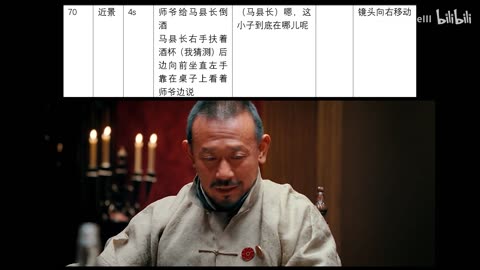 70 近景 4s 师爷给马县长倒 （马县长）嗯，这 镜头向右移动
酒 小子到底在哪儿呢
马县长右手扶着
酒杯（我猜测）后
边向前坐直左手
靠在桌子上看着
师爷边说
elll bilibili